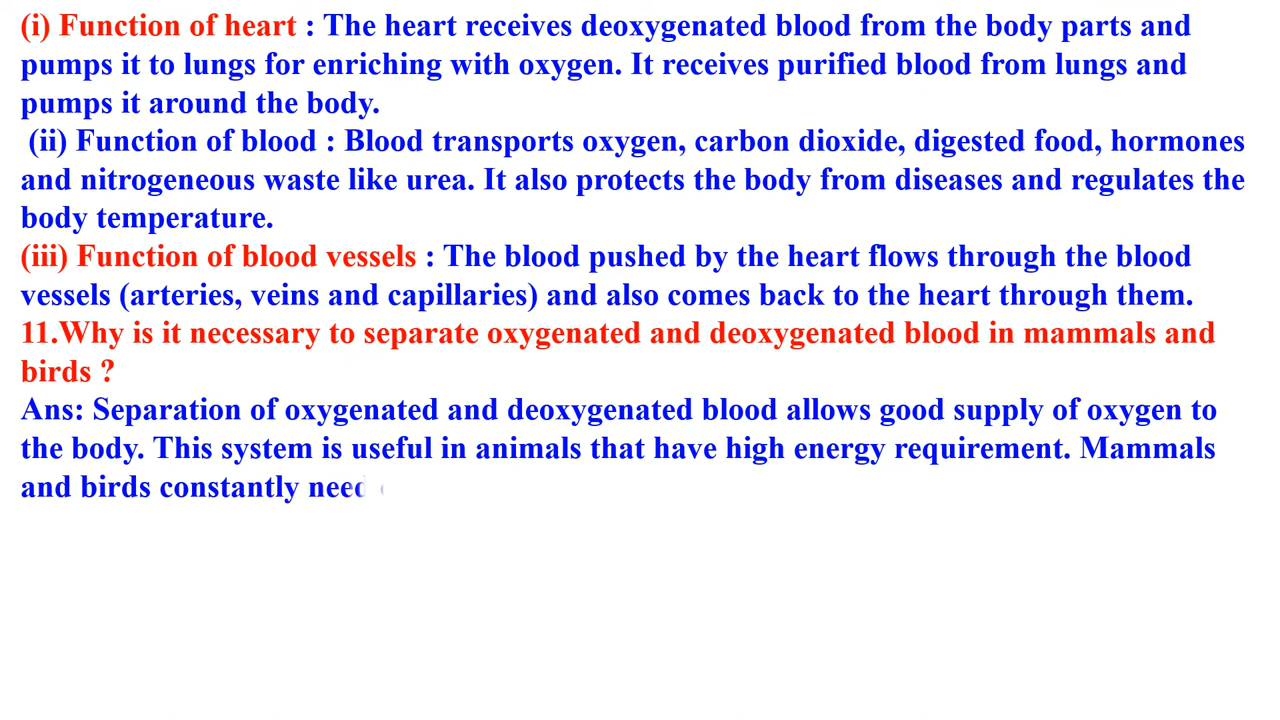 (i) Function of heart : The heart receives deoxygenated blood from the body parts and
pumps it to lungs for enriching with oxygen. It receives purified blood from lungs and
pumps it around the body.
(ii) Function of blood : Blood transports oxygen, carbon dioxide, digested food, hormones
and nitrogeneous waste like urea. It also protects the body from diseases and regulates the
body temperature.
(iii) Function of blood vessels : The blood pushed by the heart flows through the blood
vessels (arteries, veins and capillaries) and also comes back to the heart through them.
11.Why is it necessary to separate oxygenated and deoxygenated blood in mammals and
birds ?
Ans: Separation of oxygenated and deoxygenated blood allows good supply of oxygen to
the body. This system is useful in animals that have high energy requirement. Mammals
and birds constantly need